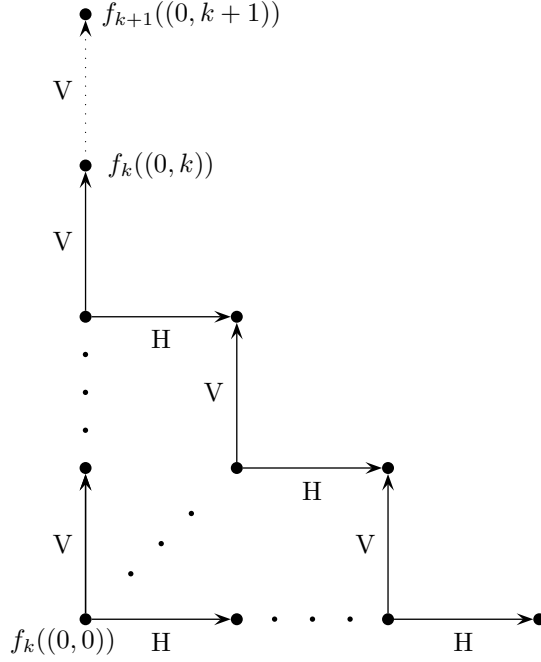 f_{k+1}((0, k + 1))
V
f_k((0, k))
V
H
V
H
V
V
f_k((0, 0))
H
H